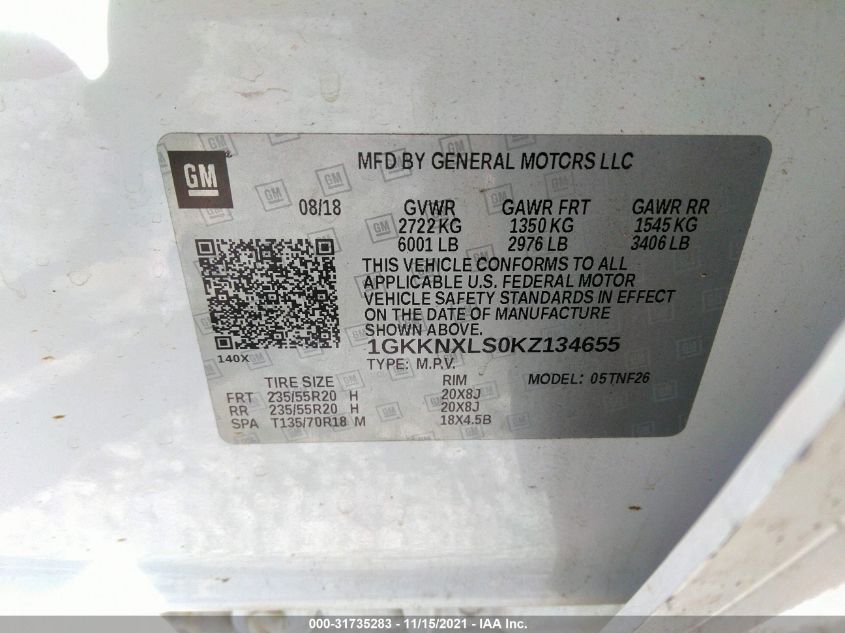 GM
MFD BY GENERAL MOTORS LLC
08/18 GVWR GAWR FRT GAWR RR
2722 KG 1350 KG 1545 KG
6001 LB 2976 LB 3406 LB
THIS VEHICLE CONFORMS TO ALL
APPLICABLE U.S. FEDERAL MOTOR
VEHICLE SAFETY STANDARDS IN EFFECT
ON THE DATE OF MANUFACTURE
SHOWN ABOVE.
140X
1GKKNXLS0KZ134655
TYPE: M.P.V.
TIRE SIZE RIM MODEL: 05TNF26
FRT 235/55R20 H 20X8J
RR 235/55R20 H 20X8J
SPA T135/70R18 M 18X4.5B
000-31735283 - 11/15/2021 - IAA Inc.